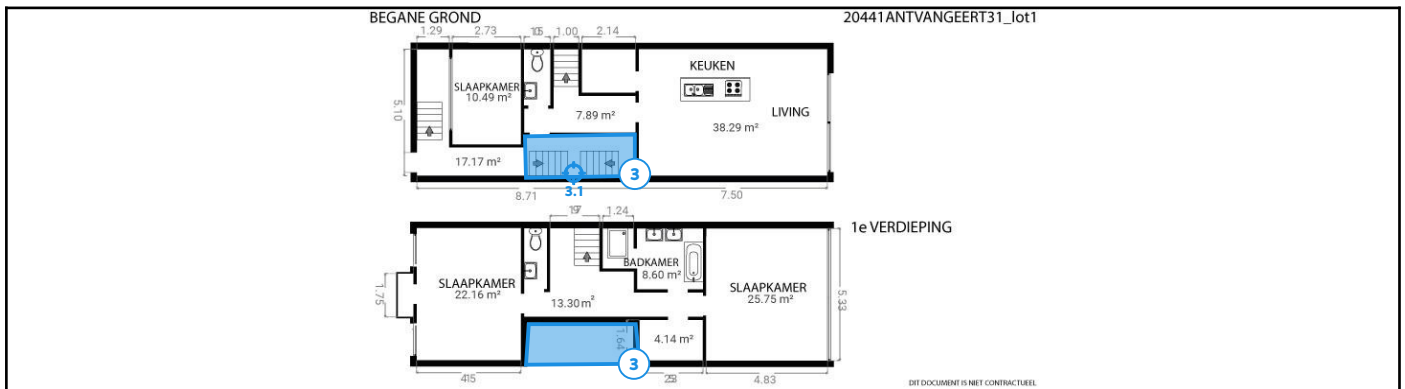 BEGANE GROND
20441ANTVANGEERT31_lot1
1.29
2.73
1.00
2.14
KEUKEN
SLAAPKAMER
10.49 m²
LIVING
5.10
7.89 m²
38.29 m²
17.17 m²
3
3.1
8.71
7.50
1.24
1e VERDIEPING
BADKAMER
8.60 m²
SLAAPKAMER
22.16 m²
SLAAPKAMER
25.75 m²
1.75
13.30 m²
5.33
1.64
4.14 m²
3
415
4.83
DIT DOCUMENT IS NIET CONTRACTUEEL